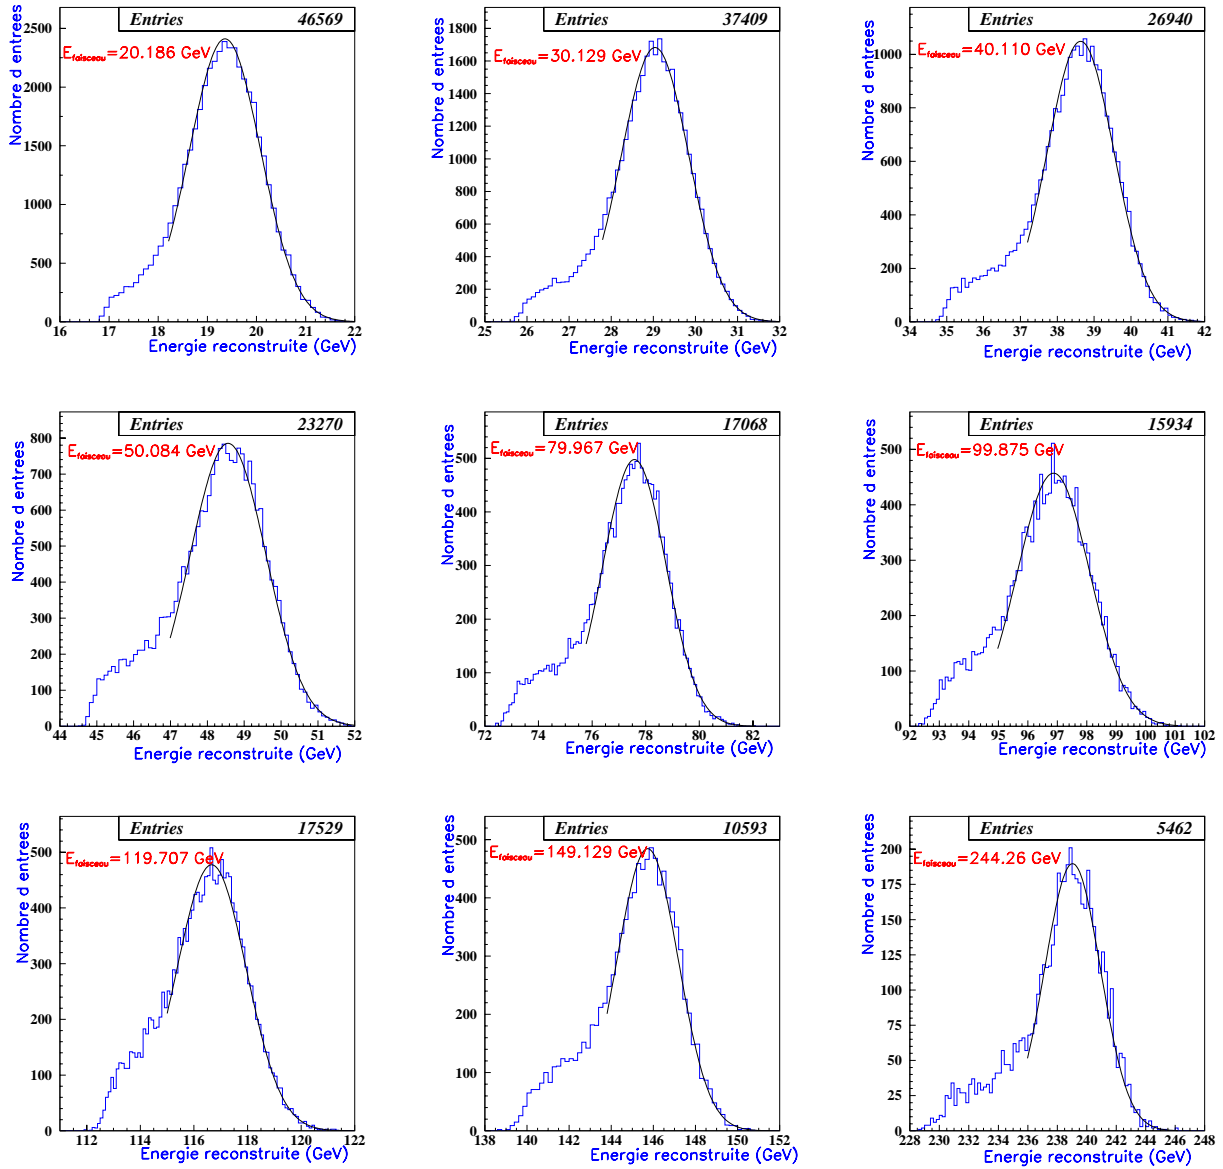 Entries 46569
E_faisceau=20.186 GeV
Nombre d entrees
2500
2000
1500
1000
500
0
16 17 18 19 20 21 22
Energie reconstruite (GeV)
Entries 37409
E_faisceau=30.129 GeV
Nombre d entrees
1800
1600
1400
1200
1000
800
600
400
200
0
25 26 27 28 29 30 31 32
Energie reconstruite (GeV)
Entries 26940
E_faisceau=40.110 GeV
Nombre d entrees
1000
800
600
400
200
0
34 35 36 37 38 39 40 41 42
Energie reconstruite (GeV)
Entries 23270
E_faisceau=50.084 GeV
Nombre d entrees
800
700
600
500
400
300
200
100
0
44 45 46 47 48 49 50 51 52
Energie reconstruite (GeV)
Entries 17068
E_faisceau=79.967 GeV
Nombre d entrees
500
400
300
200
100
0
72 74 76 78 80 82
Energie reconstruite (GeV)
Entries 15934
E_faisceau=99.875 GeV
Nombre d entrees
500
400
300
200
100
0
92 93 94 95 96 97 98 99 100 101 102
Energie reconstruite (GeV)
Entries 17529
E_faisceau=119.707 GeV
Nombre d entrees
500
400
300
200
100
0
112 114 116 118 120 122
Energie reconstruite (GeV)
Entries 10593
E_faisceau=149.129 GeV
Nombre d entrees
500
400
300
200
100
0
138 140 142 144 146 148 150 152
Energie reconstruite (GeV)
Entries 5462
E_faisceau=244.26 GeV
Nombre d entrees
200
175
150
125
100
75
50
25
0
228 230 232 234 236 238 240 242 244 246 248
Energie reconstruite (GeV)